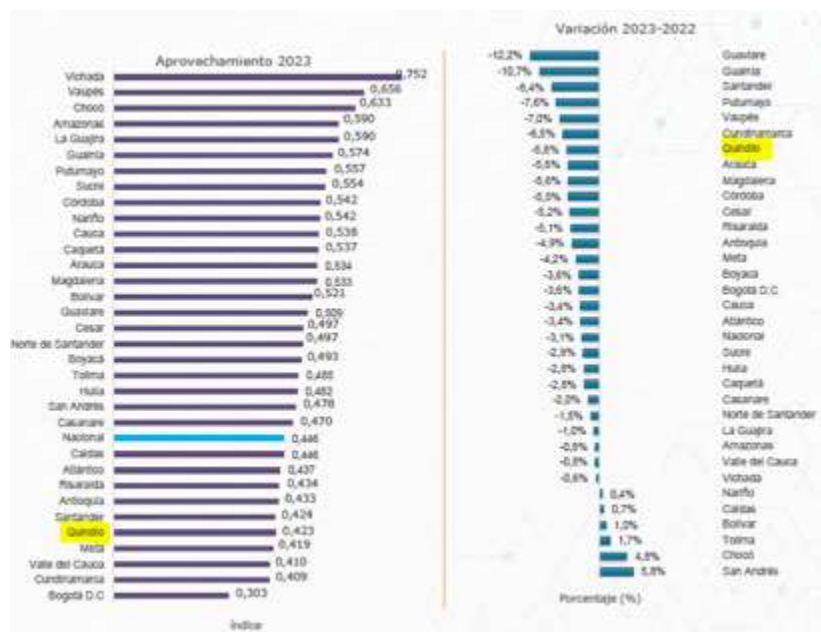 Aprovechamiento 2023
Vichada 0,752
Vaupés 0,656
Chocó 0,633
Amazonas 0,590
La Guajira 0,590
Guainía 0,574
Putumayo 0,557
Sucre 0,554
Córdoba 0,542
Nariño 0,542
Cauca 0,538
Caquetá 0,537
Arauca 0,534
Magdalena 0,533
Bolívar 0,521
Guaviare 0,509
Cesar 0,497
Norte de Santander 0,497
Boyacá 0,493
Tolima 0,485
Huila 0,482
San Andrés 0,478
Casanare 0,470
Nacional 0,446
Caldas 0,446
Atlántico 0,437
Risaralda 0,434
Antioquia 0,433
Santander 0,424
Quindío 0,423
Meta 0,419
Valle del Cauca 0,410
Cundinamarca 0,409
Bogotá D.C 0,303
Índice
Variación 2023-2022
-12,2% Guaviare
-10,7% Guainía
Santander
-7,6% Putumayo
-7,0% Vaupés
Cundinamarca
Quindío
Arauca
Magdalena
Córdoba
-5,2% Cesar
-5,1% Risaralda
-4,9% Antioquia
-4,2% Meta
Boyacá
Bogotá D.C
-3,4% Cauca
-3,4% Atlántico
-3,1% Nacional
Sucre
Huila
Caquetá
-2,0% Casanare
Norte de Santander
-1,0% La Guajira
Amazonas
Valle del Cauca
Vichada
0,4% Nariño
0,7% Caldas
1,0% Bolívar
1,7% Tolima
4,8% Chocó
5,8% San Andrés
Porcentaje (%)